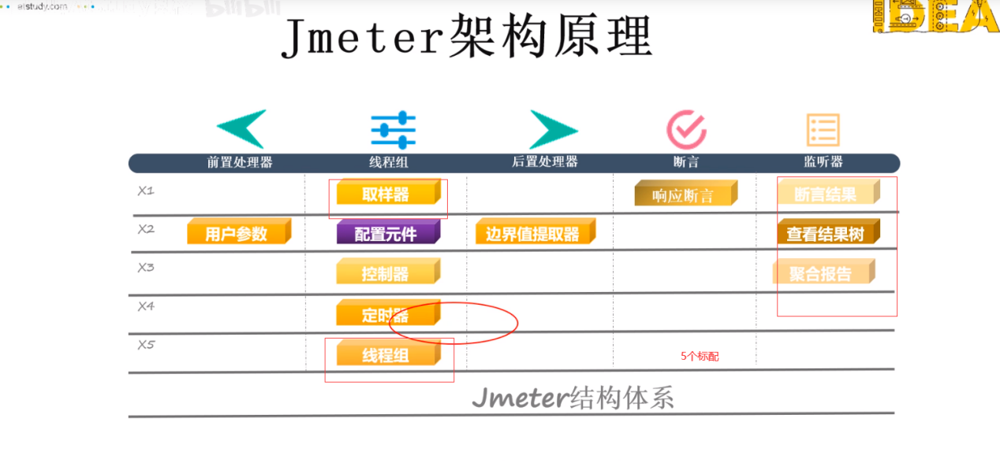 etstudy.com
bilibili
IDEA
Jmeter架构原理
前置处理器 线程组 后置处理器 断言 监听器
X1 取样器 响应断言 断言结果
X2 用户参数 配置元件 边界值提取器 查看结果树
X3 控制器 聚合报告
X4 定时器
X5 线程组 5个标配
Jmeter结构体系